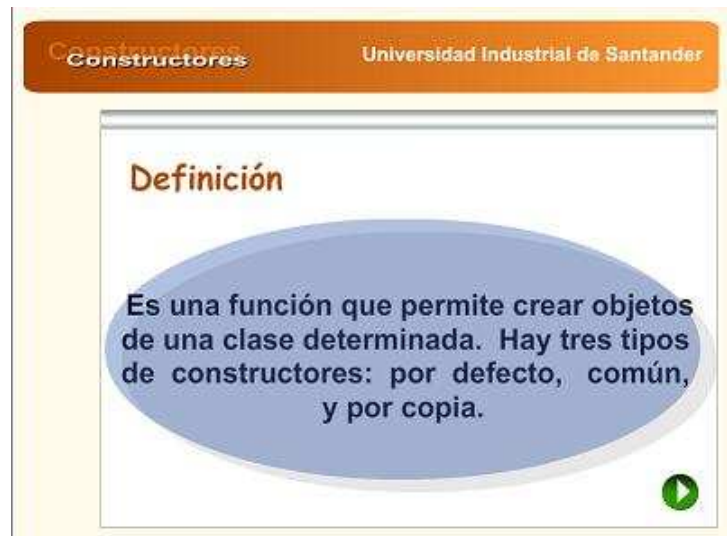 Constructores
Universidad Industrial de Santander
Definición
Es una función que permite crear objetos
de una clase determinada. Hay tres tipos
de constructores: por defecto, común,
y por copia.